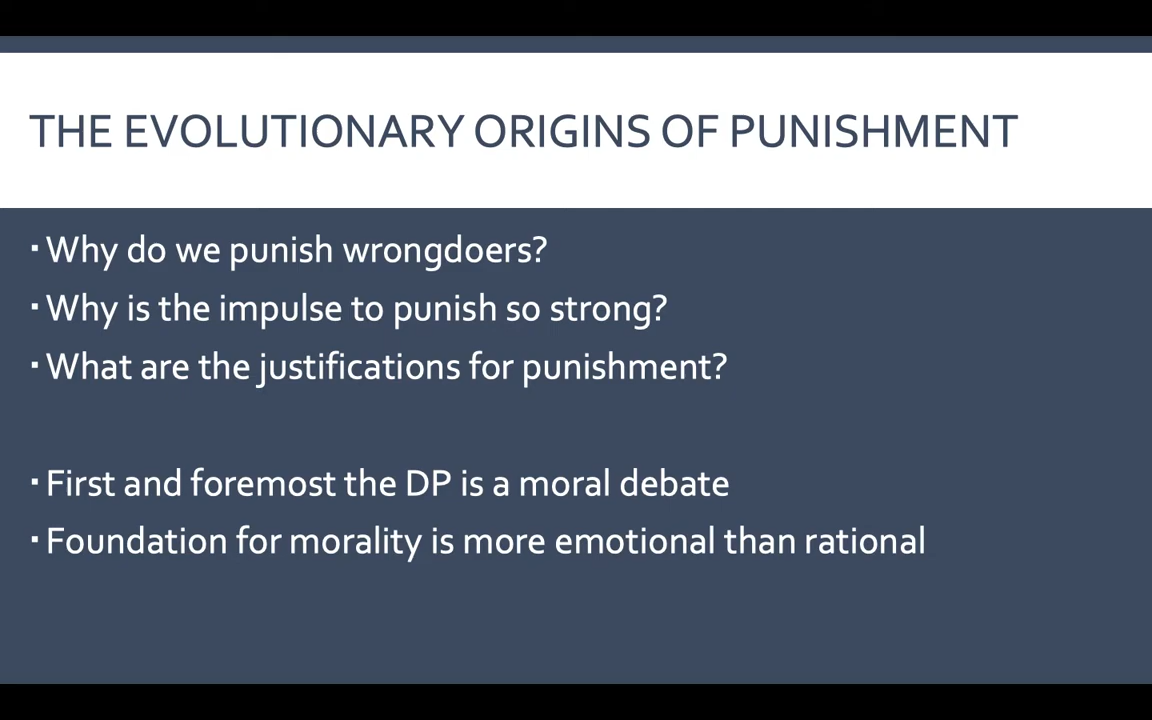 THE EVOLUTIONARY ORIGINS OF PUNISHMENT
▪ Why do we punish wrongdoers?
▪ Why is the impulse to punish so strong?
▪ What are the justifications for punishment?
▪ First and foremost the DP is a moral debate
▪ Foundation for morality is more emotional than rational